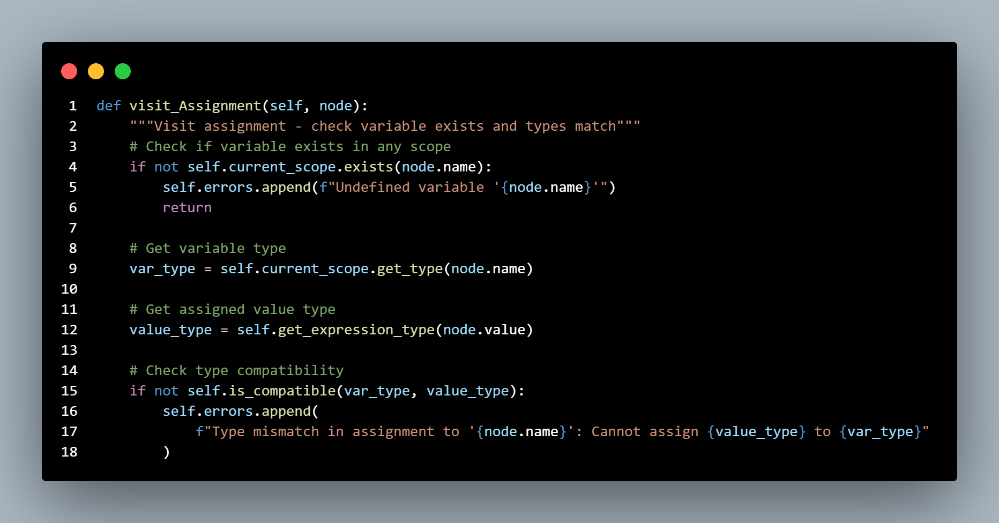 1 def visit_Assignment(self, node):
2     """Visit assignment - check variable exists and types match"""
3     # Check if variable exists in any scope
4     if not self.current_scope.exists(node.name):
5         self.errors.append(f"Undefined variable '{node.name}'")
6         return
7
8     # Get variable type
9     var_type = self.current_scope.get_type(node.name)
10
11     # Get assigned value type
12     value_type = self.get_expression_type(node.value)
13
14     # Check type compatibility
15     if not self.is_compatible(var_type, value_type):
16         self.errors.append(
17             f"Type mismatch in assignment to '{node.name}': Cannot assign {value_type} to {var_type}"
18         )